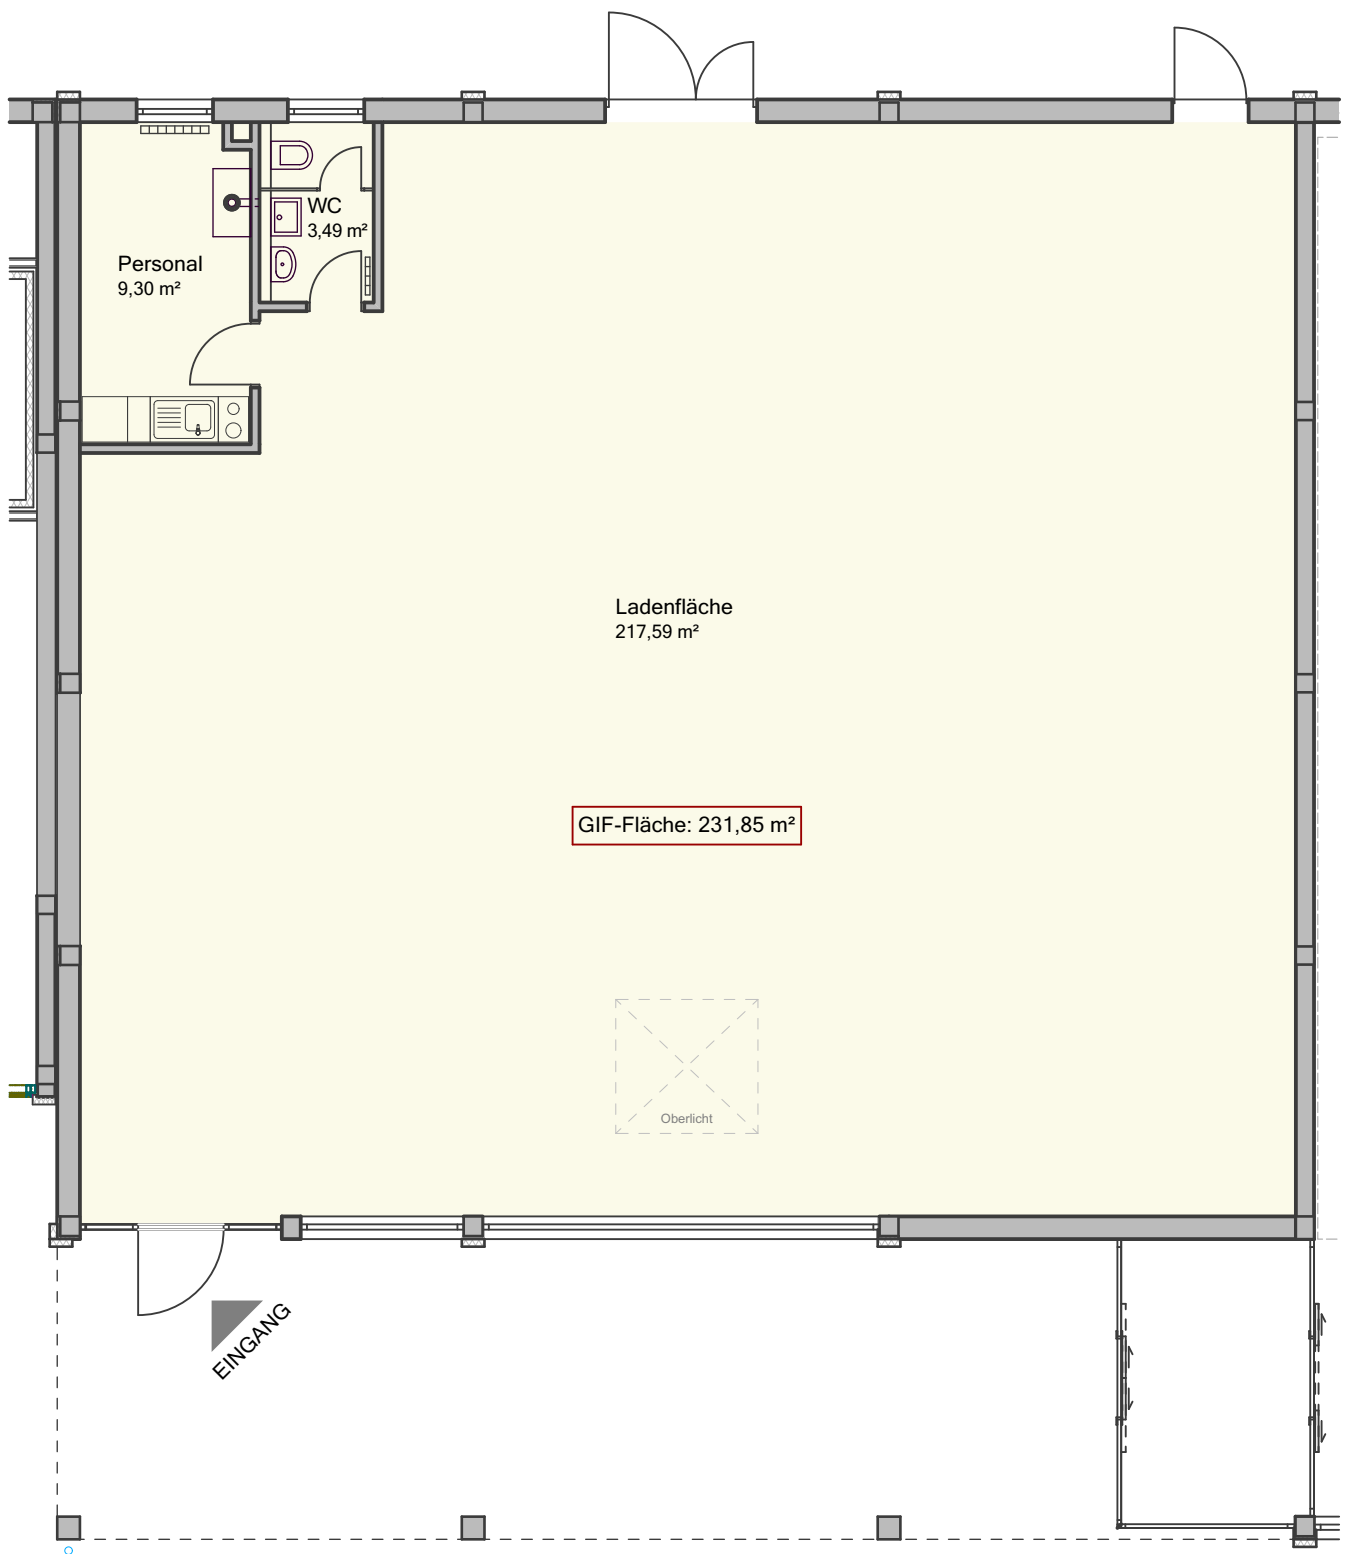 WC
3,49 m²
Personal
9,30 m²
Ladenfläche
217,59 m²
GIF-Fläche: 231,85 m²
Oberlicht
EINGANG